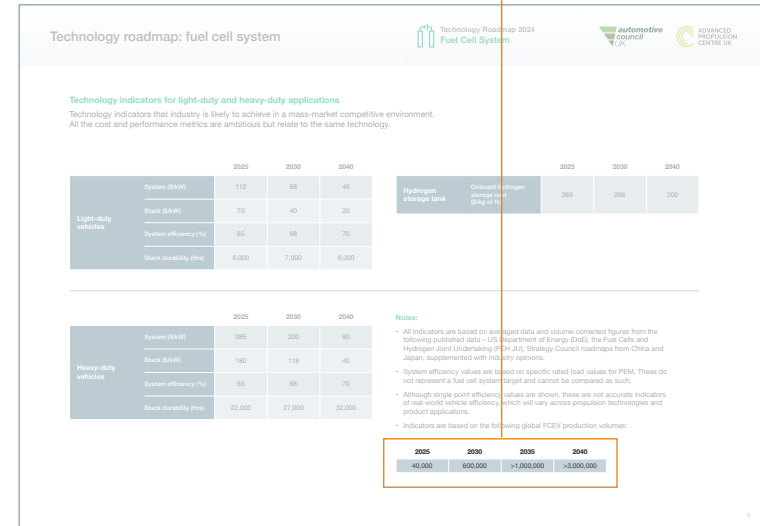 Technology roadmap: fuel cell system
Technology Roadmap 2024
Fuel Cell System
automotive
council
UK
ADVANCED
PROPULSION
CENTRE UK
Technology indicators for light-duty and heavy-duty applications
Technology indicators that industry is likely to achieve in a mass-market competitive environment.
All the cost and performance metrics are ambitious but relate to the same technology.
2025 2030 2040
Light-duty
vehicles
System ($/kW) 112 68 40
Stack ($/kW) 70 40 20
System efficiency (%) 65 68 70
Stack durability (Hrs) 6,000 7,000 8,000
2025 2030 2040
Hydrogen
storage tank
Onboard hydrogen
storage cost
($/kg of H₂
365 266 200
2025 2030 2040
Heavy-duty
vehicles
System ($/kW) 285 200 80
Stack ($/kW) 180 118 40
System efficiency (%) 65 68 70
Stack durability (Hrs) 22,000 27,000 32,000
Notes:
• All indicators are based on averaged data and volume-corrected figures from the
following published data – US Department of Energy (DoE), the Fuel Cells and
Hydrogen Joint Undertaking (FCH JU), Strategy Council roadmaps from China and
Japan, supplemented with industry opinions.
• System efficiency values are based on specific rated load values for PEM. These do
not represent a fuel cell system target and cannot be compared as such.
• Although single point efficiency values are shown, these are not accurate indicators
of real-world vehicle efficiency, which will vary across propulsion technologies and
product applications.
• Indicators are based on the following global FCEV production volumes:
2025 2030 2035 2040
40,000 600,000 >1,000,000 >3,000,000